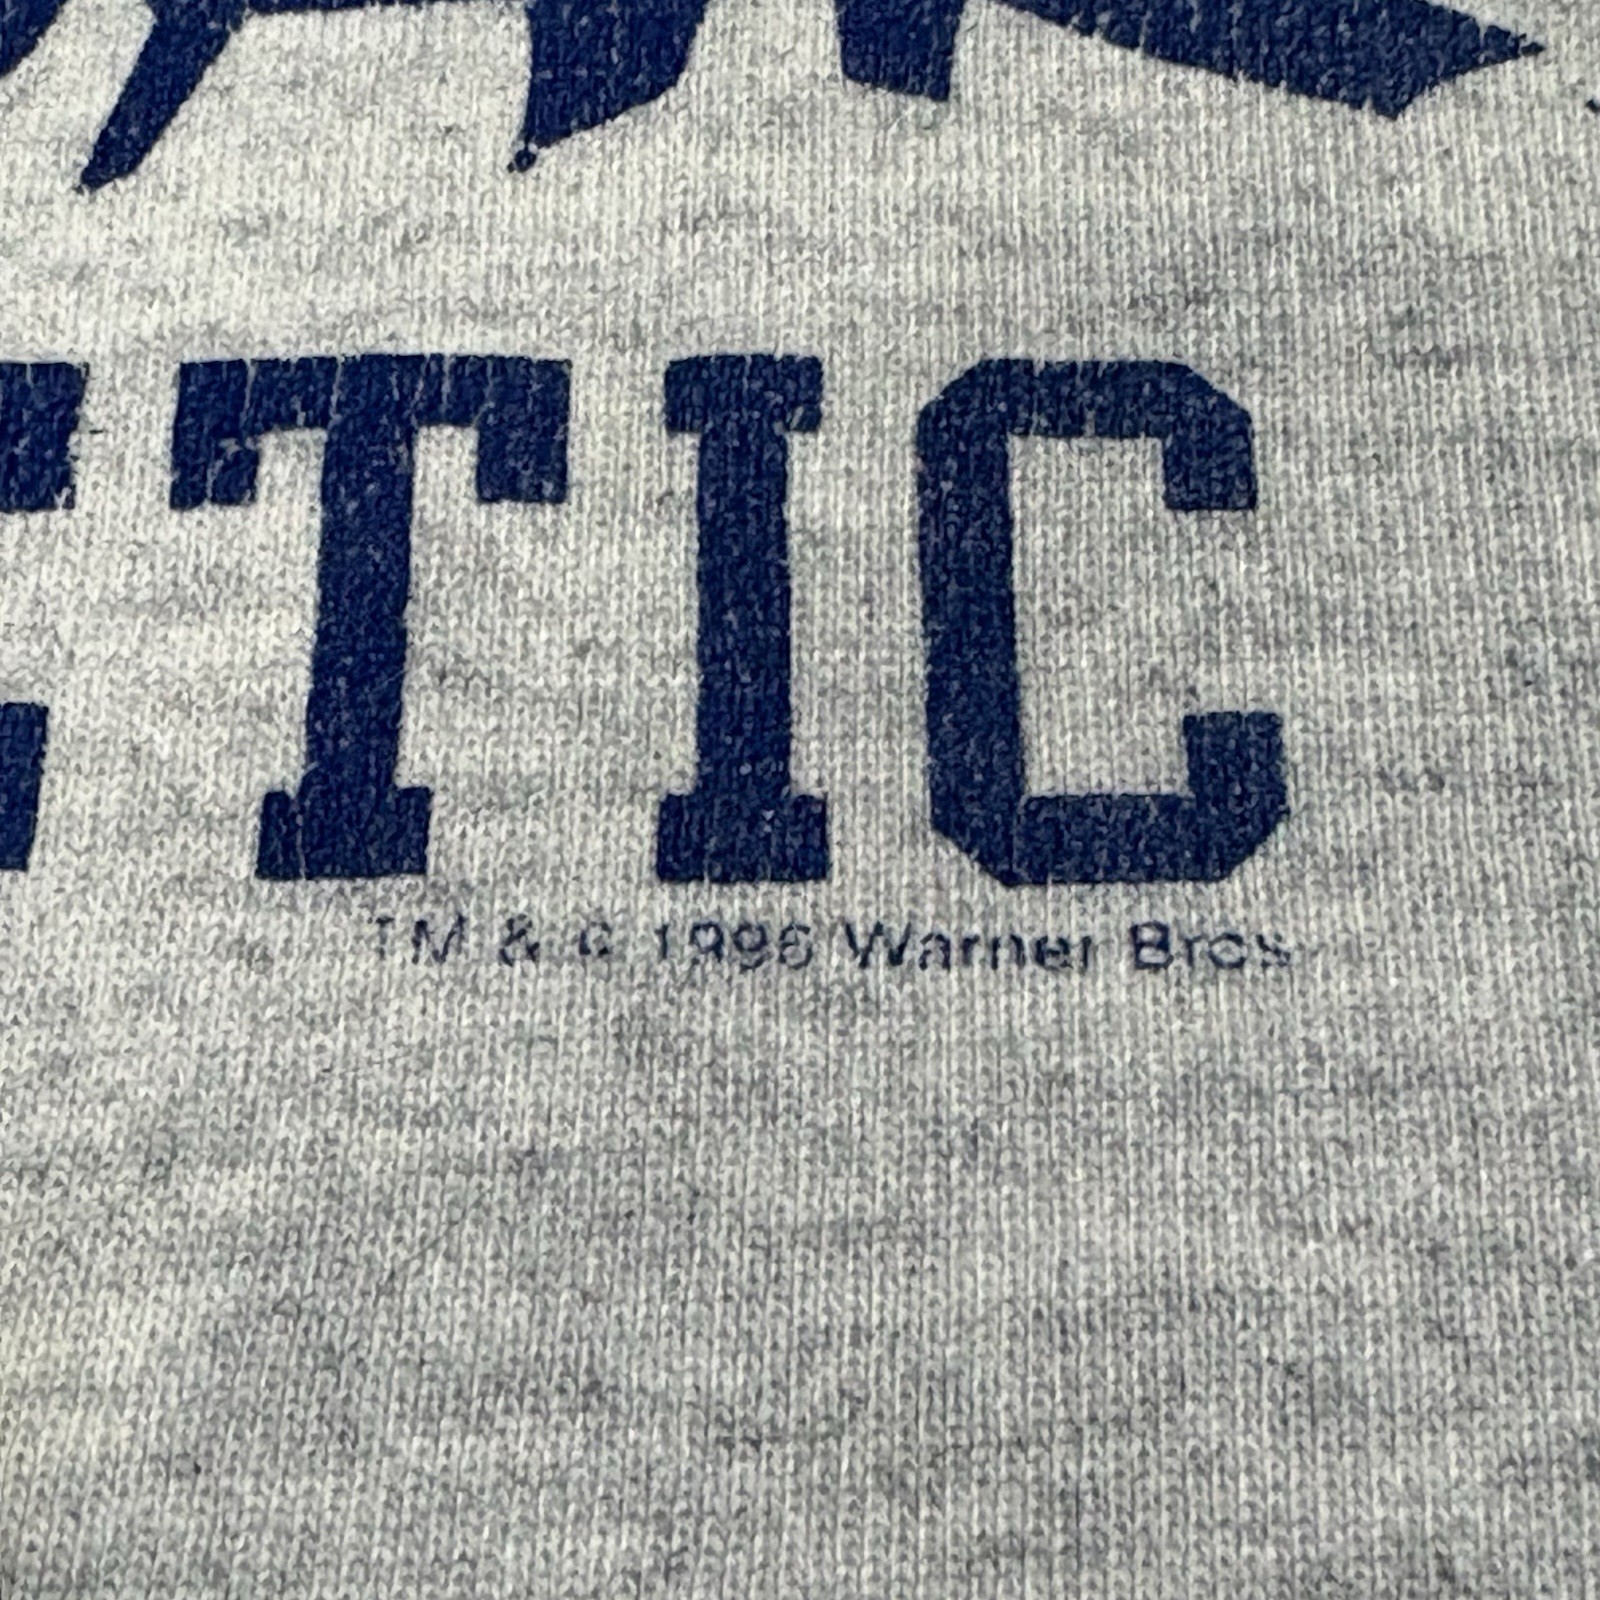 TIC
TM & © 1996 Warner Bros